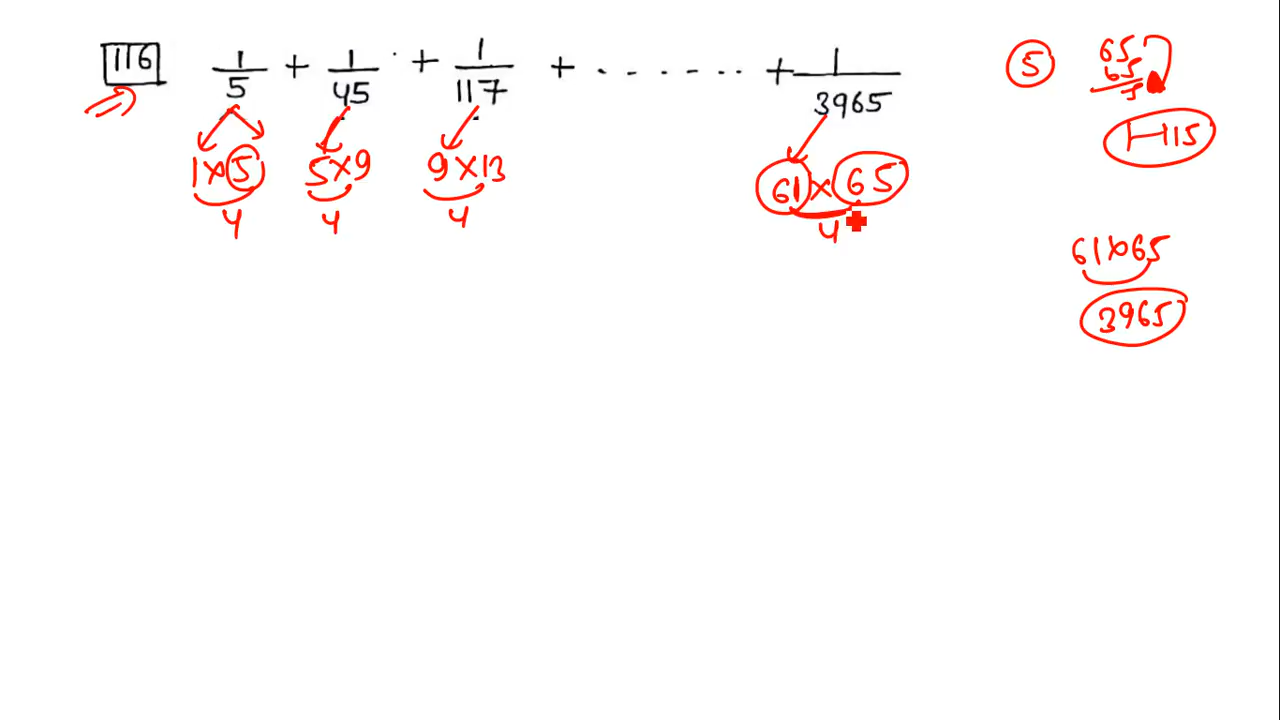 116 1/5 + 1/45 + 1/117 + ....... + 1/3965
1×5 5×9 9×13 61×65
4 4 4 4
5
65
65
5
115
61×65
3965